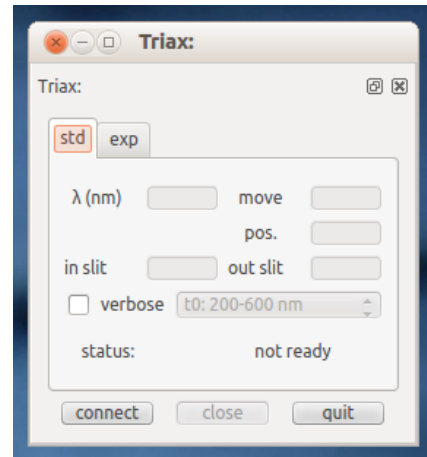 Triax:
Triax:
std exp
λ (nm) move
pos.
in slit out slit
verbose t0: 200-600 nm
status: not ready
connect close quit